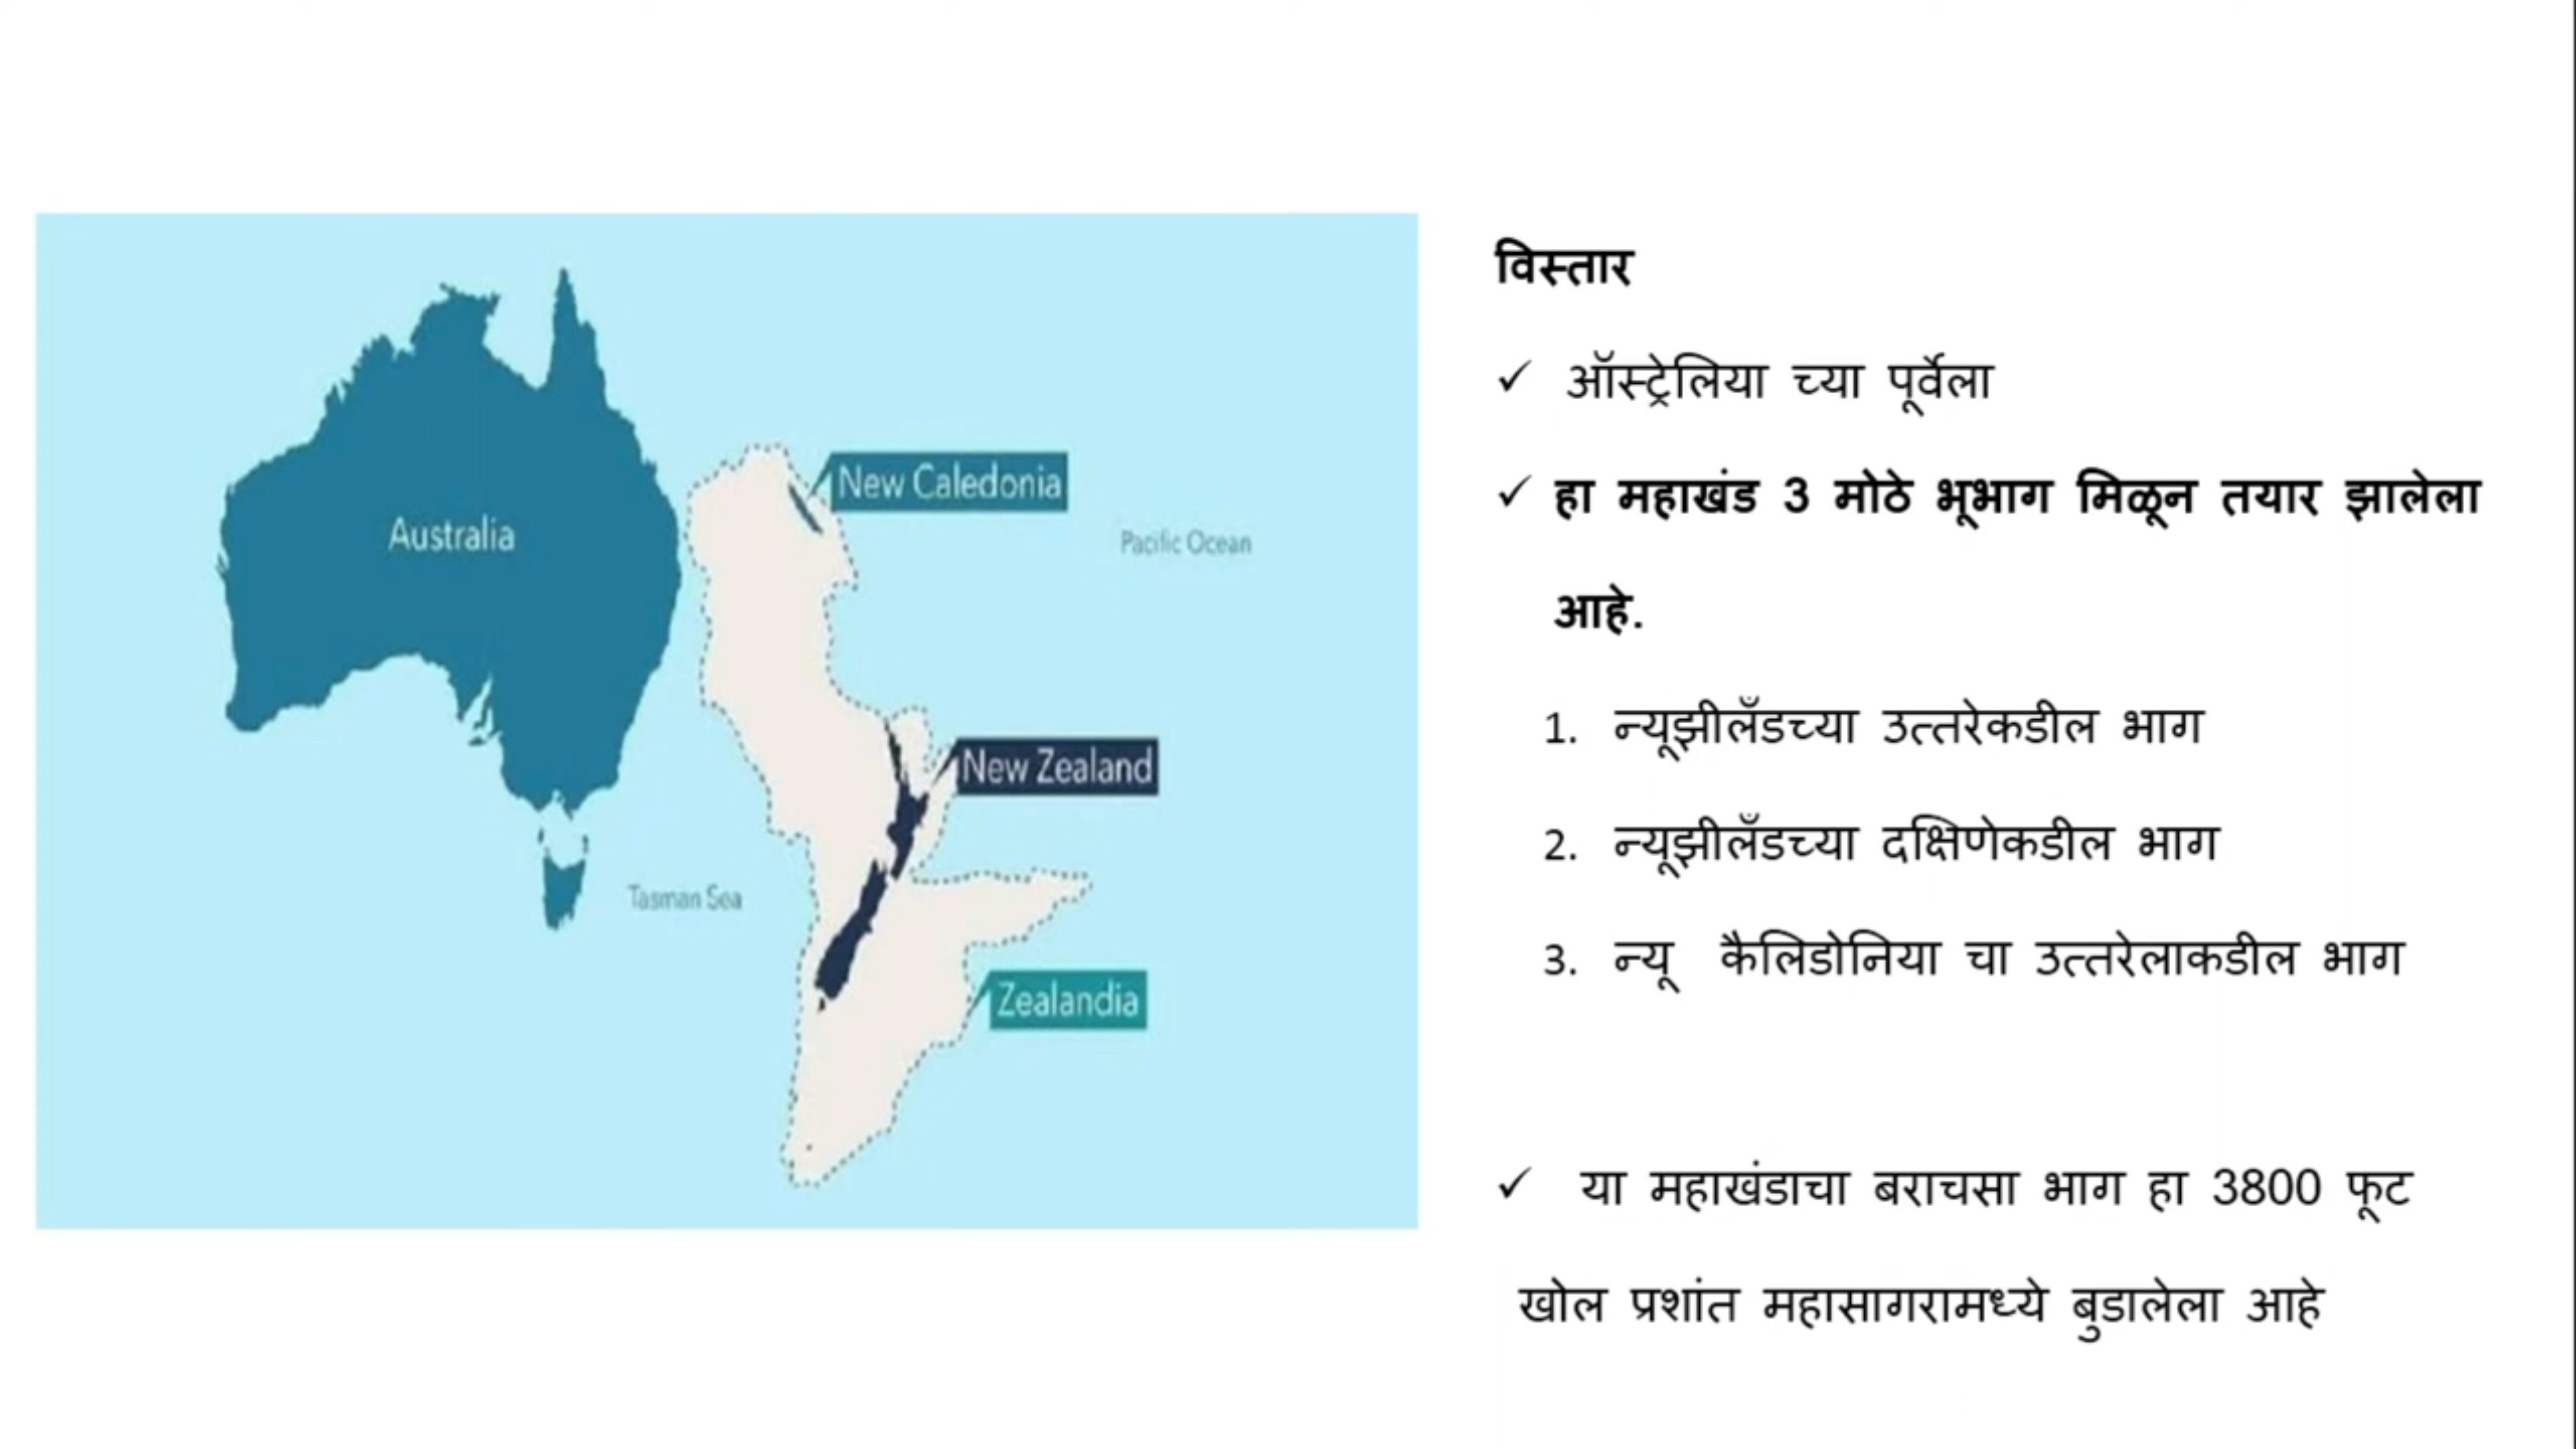 New Caledonia
Australia
Pacific Ocean
New Zealand
Tasman Sea
Zealandia
विस्तार
✓ ऑस्ट्रेलिया च्या पूर्वेला
✓ हा महाखंड 3 मोठे भूभाग मिळून तयार झालेला
आहे.
1. न्यूझीलँडच्या उत्तरेकडील भाग
2. न्यूझीलँडच्या दक्षिणेकडील भाग
3. न्यू कैलिडोनिया चा उत्तरेलाकडील भाग
✓ या महाखंडाचा बराचसा भाग हा 3800 फूट
खोल प्रशांत महासागरामध्ये बुडालेला आहे